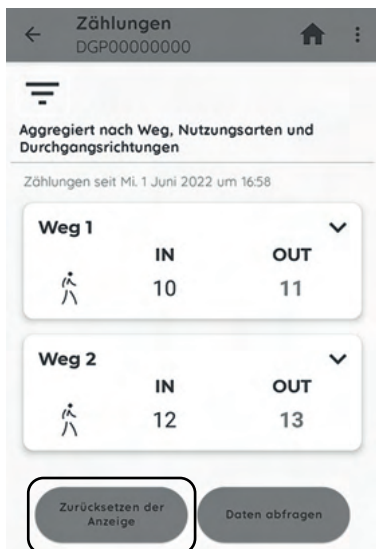 Zählungen
DGP00000000
Aggregiert nach Weg, Nutzungsarten und
Durchgangsrichtungen
Zählungen seit Mi. 1 Juni 2022 um 16:58
Weg 1
IN OUT
10 11
Weg 2
IN OUT
12 13
Zurücksetzen der
Anzeige
Daten abfragen